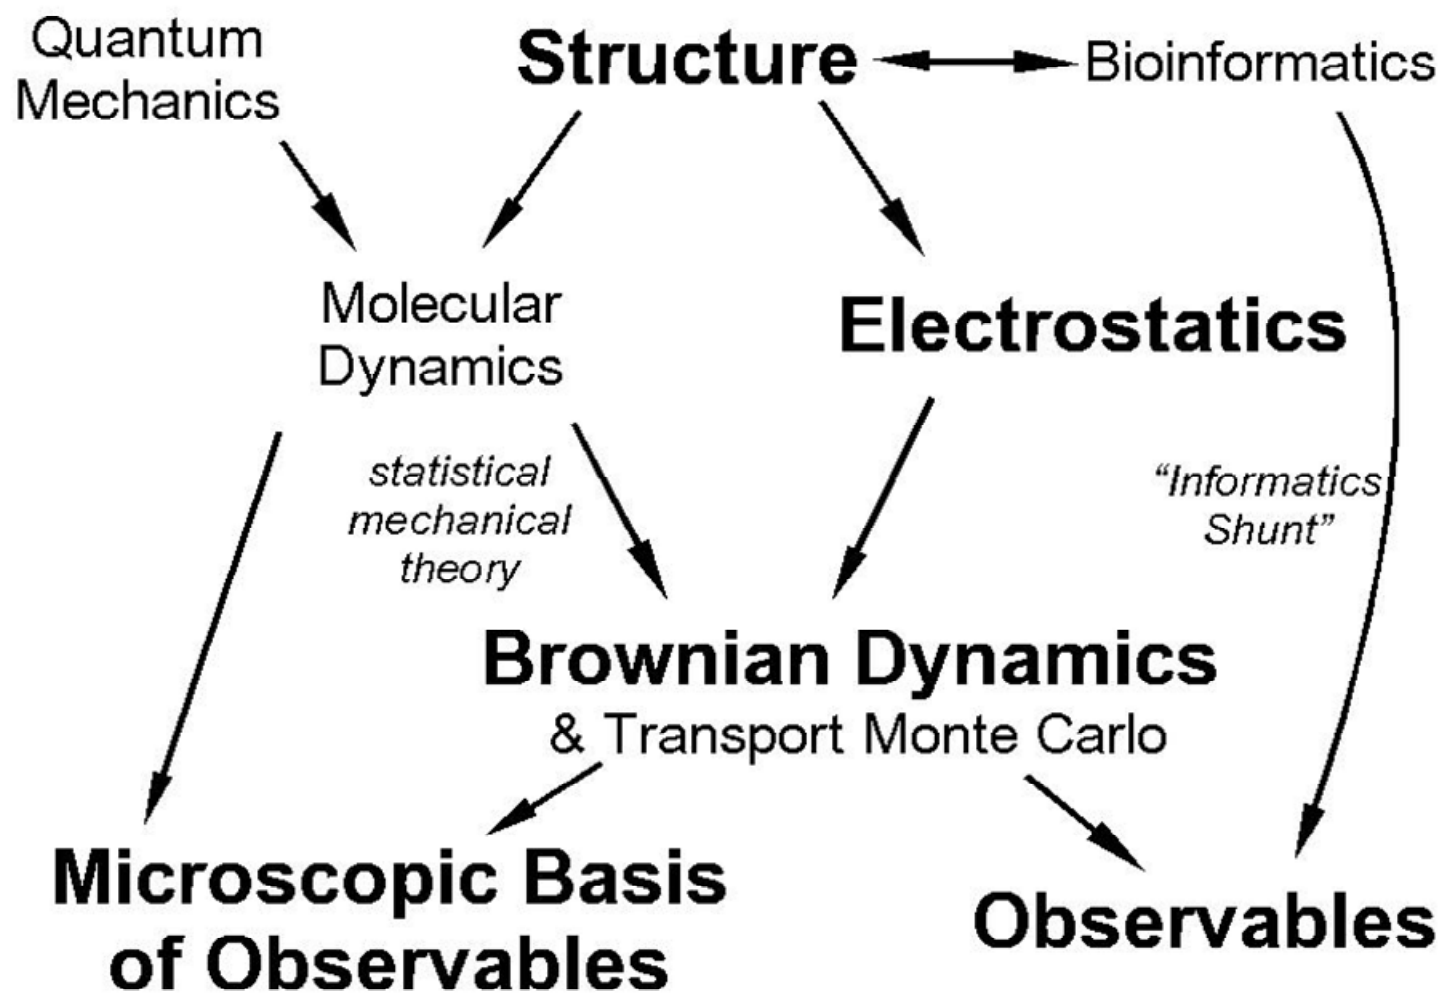 Quantum
Mechanics
Structure
Bioinformatics
Molecular
Dynamics
Electrostatics
statistical
mechanical
theory
“Informatics
Shunt”
Brownian Dynamics
& Transport Monte Carlo
Microscopic Basis
of Observables
Observables